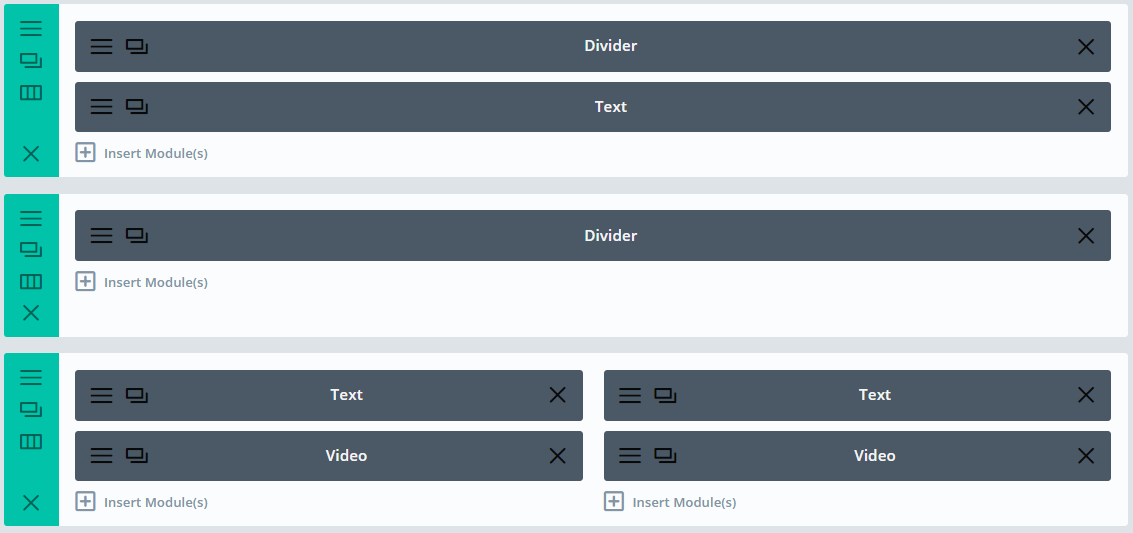 Divider
Text
Insert Module(s)
Divider
Insert Module(s)
Text
Video
Insert Module(s)
Text
Video
Insert Module(s)